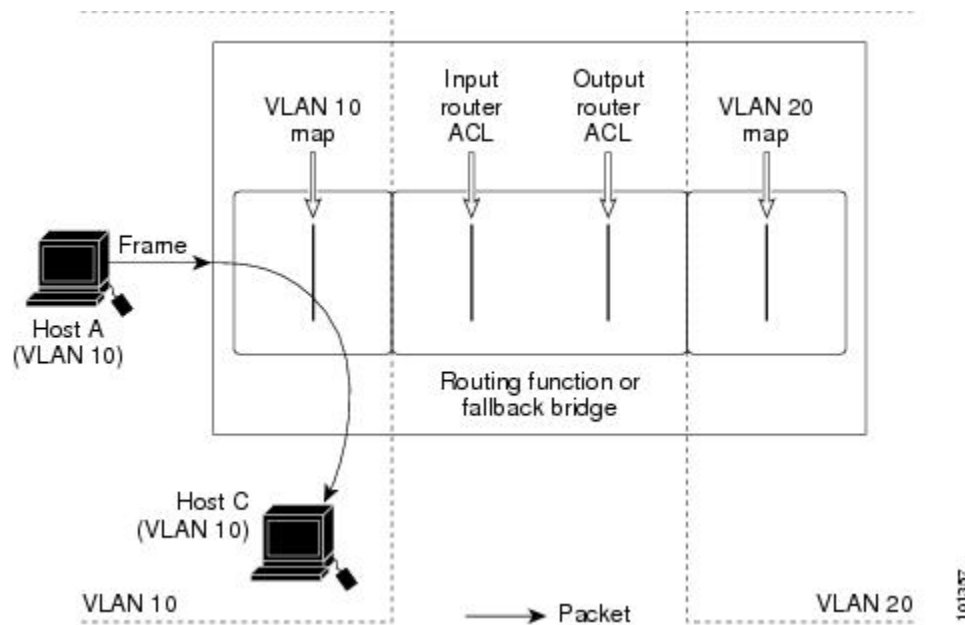 VLAN 10
map
Input
router
ACL
Output
router
ACL
VLAN 20
map
Frame
Host A
(VLAN 10)
Routing function or
fallback bridge
Host C
(VLAN 10)
VLAN 10
Packet
VLAN 20
101357